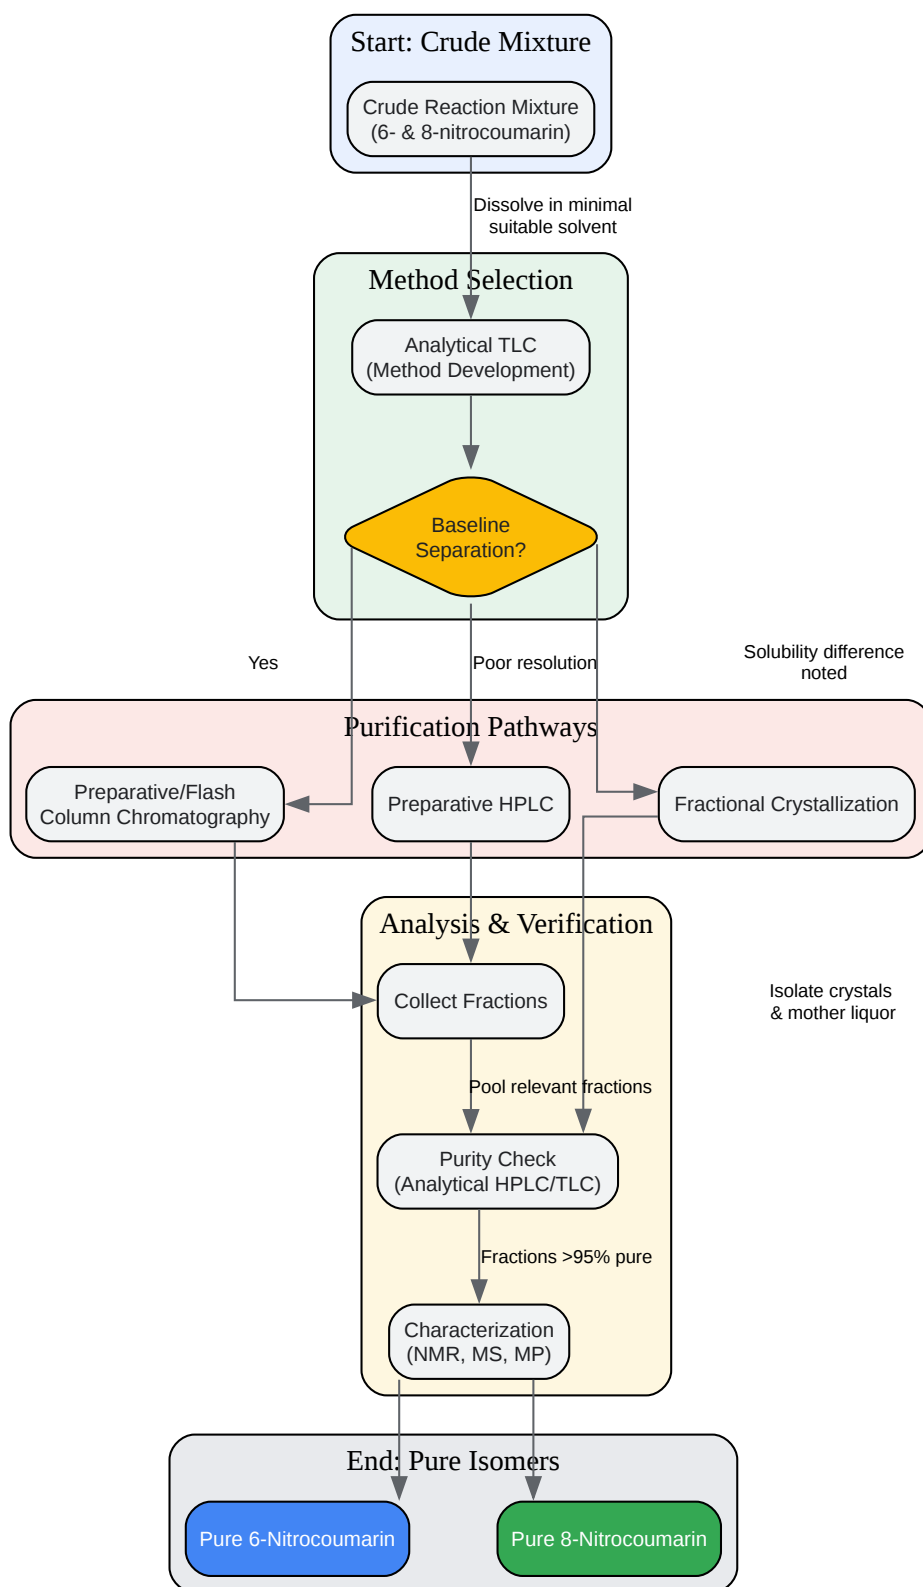 Start: Crude Mixture
Crude Reaction Mixture
(6- & 8-nitrocoumarin)
Dissolve in minimal
suitable solvent
Method Selection
Analytical TLC
(Method Development)
Baseline
Separation?
Yes
Poor resolution
Solubility difference
noted
Purification Pathways
Preparative/Flash
Column Chromatography
Preparative HPLC
Fractional Crystallization
Analysis & Verification
Collect Fractions
Isolate crystals
& mother liquor
Pool relevant fractions
Purity Check
(Analytical HPLC/TLC)
Fractions >95% pure
Characterization
(NMR, MS, MP)
End: Pure Isomers
Pure 6-Nitrocoumarin
Pure 8-Nitrocoumarin